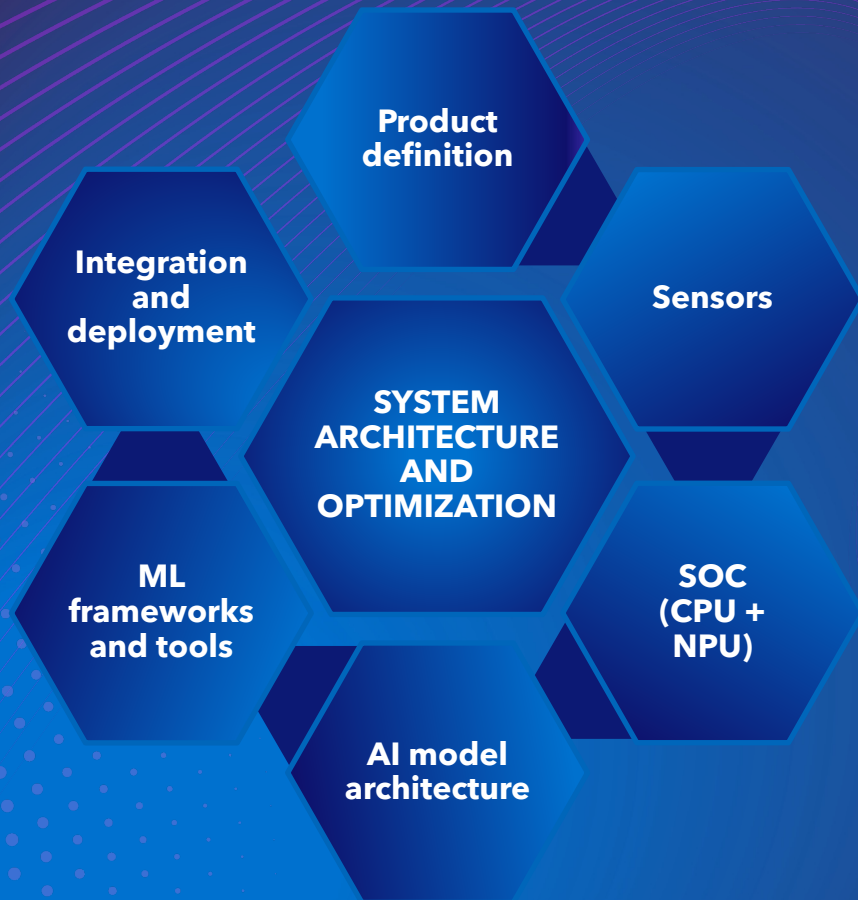 Product
definition
Integration
and
deployment
Sensors
SYSTEM
ARCHITECTURE
AND
OPTIMIZATION
ML
frameworks
and tools
SOC
(CPU +
NPU)
AI model
architecture